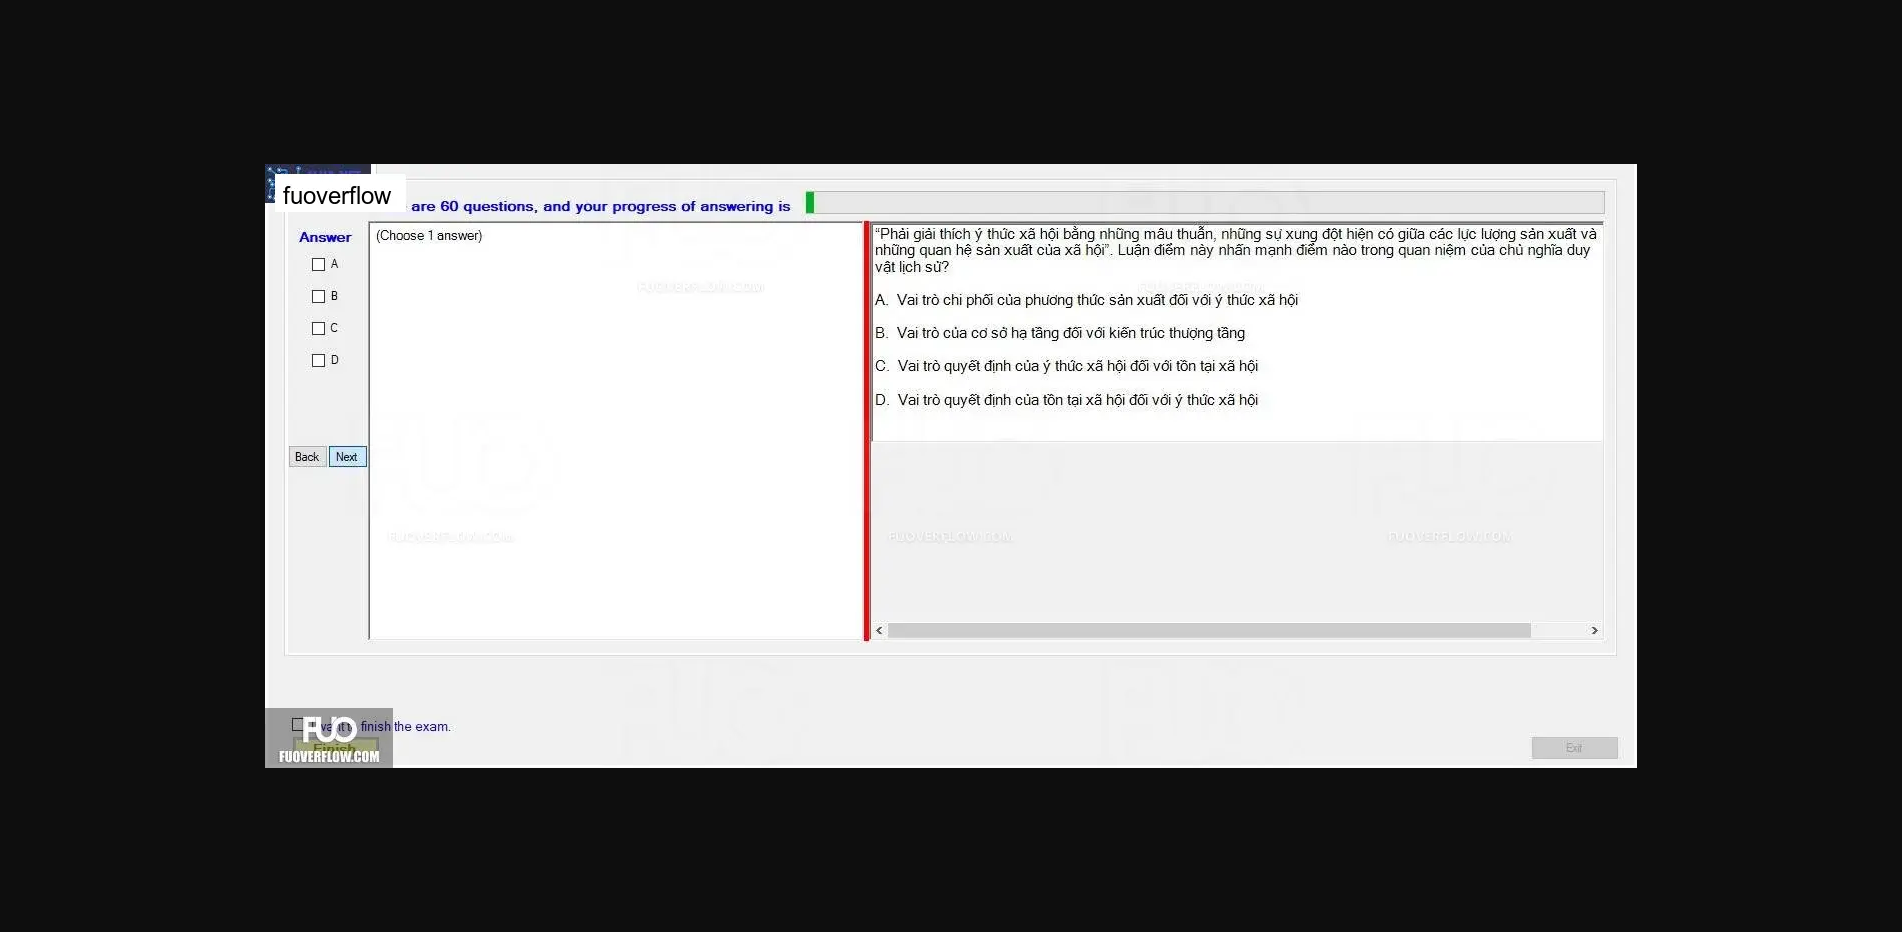 fuoverflow
are 60 questions, and your progress of answering is
Answer
(Choose 1 answer)
A
B
C
D
Back Next
“Phải giải thích ý thức xã hội bằng những mâu thuẫn, những sự xung đột hiện có giữa các lực lượng sản xuất và
những quan hệ sản xuất của xã hội”. Luận điểm này nhấn mạnh điểm nào trong quan niệm của chủ nghĩa duy
vật lịch sử?
A. Vai trò chi phối của phương thức sản xuất đối với ý thức xã hội
B. Vai trò của cơ sở hạ tầng đối với kiến trúc thượng tầng
C. Vai trò quyết định của ý thức xã hội đối với tồn tại xã hội
D. Vai trò quyết định của tồn tại xã hội đối với ý thức xã hội
FUOVERFLOW.COM
FUOVERFLOW.COM
FUOVERFLOW.COM
FUOVERFLOW.COM
FUOVERFLOW.COM
I want to finish the exam.
FUO
Finish
FUOVERFLOW.COM
Exit